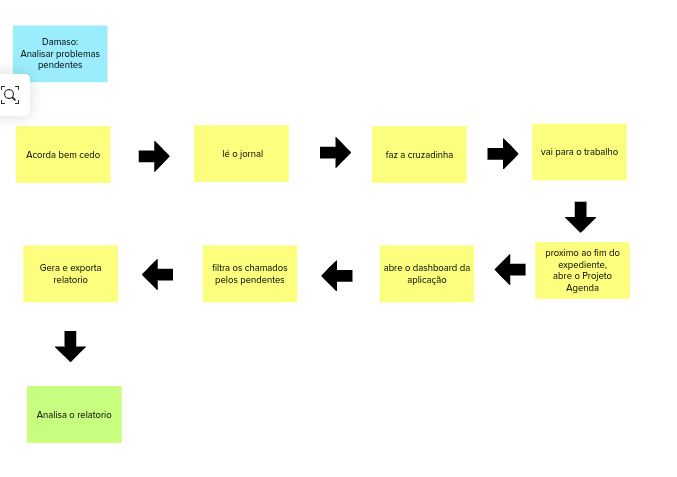 Damaso:
Analisar problemas
pendentes
Acorda bem cedo
lé o jornal
faz a cruzadinha
vai para o trabalho
proximo ao fim do
expediente,
abre o Projeto
Agenda
abre o dashboard da
aplicação
filtra os chamados
pelos pendentes
Gera e exporta
relatorio
Analisa o relatorio